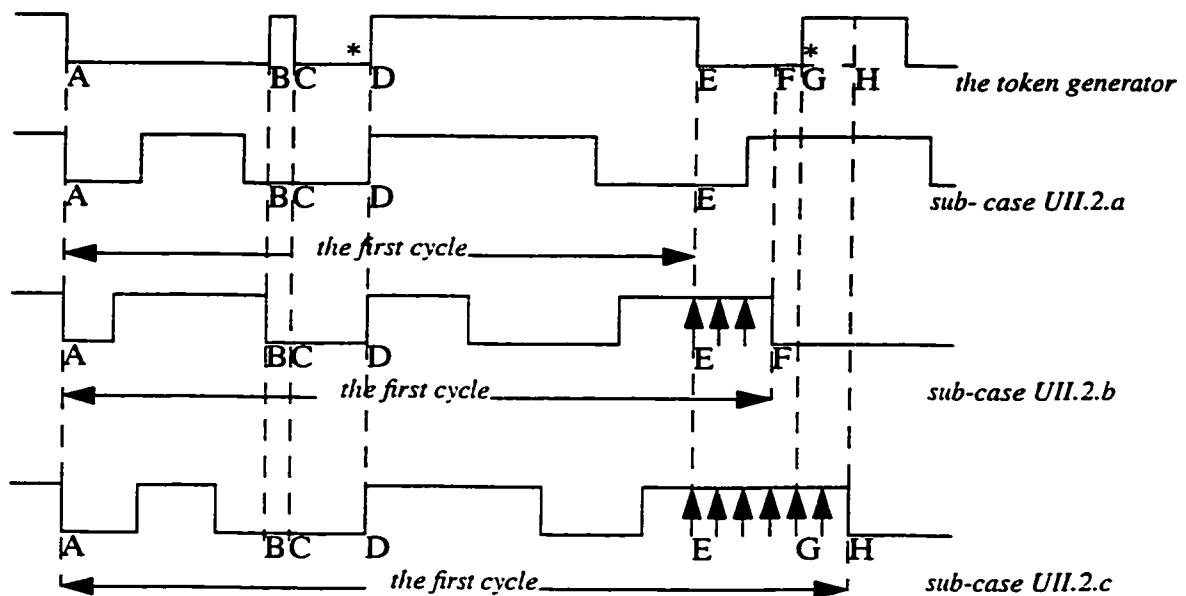 * *
A B C D E F G H
the token generator
A B C D E
sub- case UII.2.a
the first cycle
A B C D E F
the first cycle
sub-case UII.2.b
A B C D E G H
the first cycle
sub-case UII.2.c